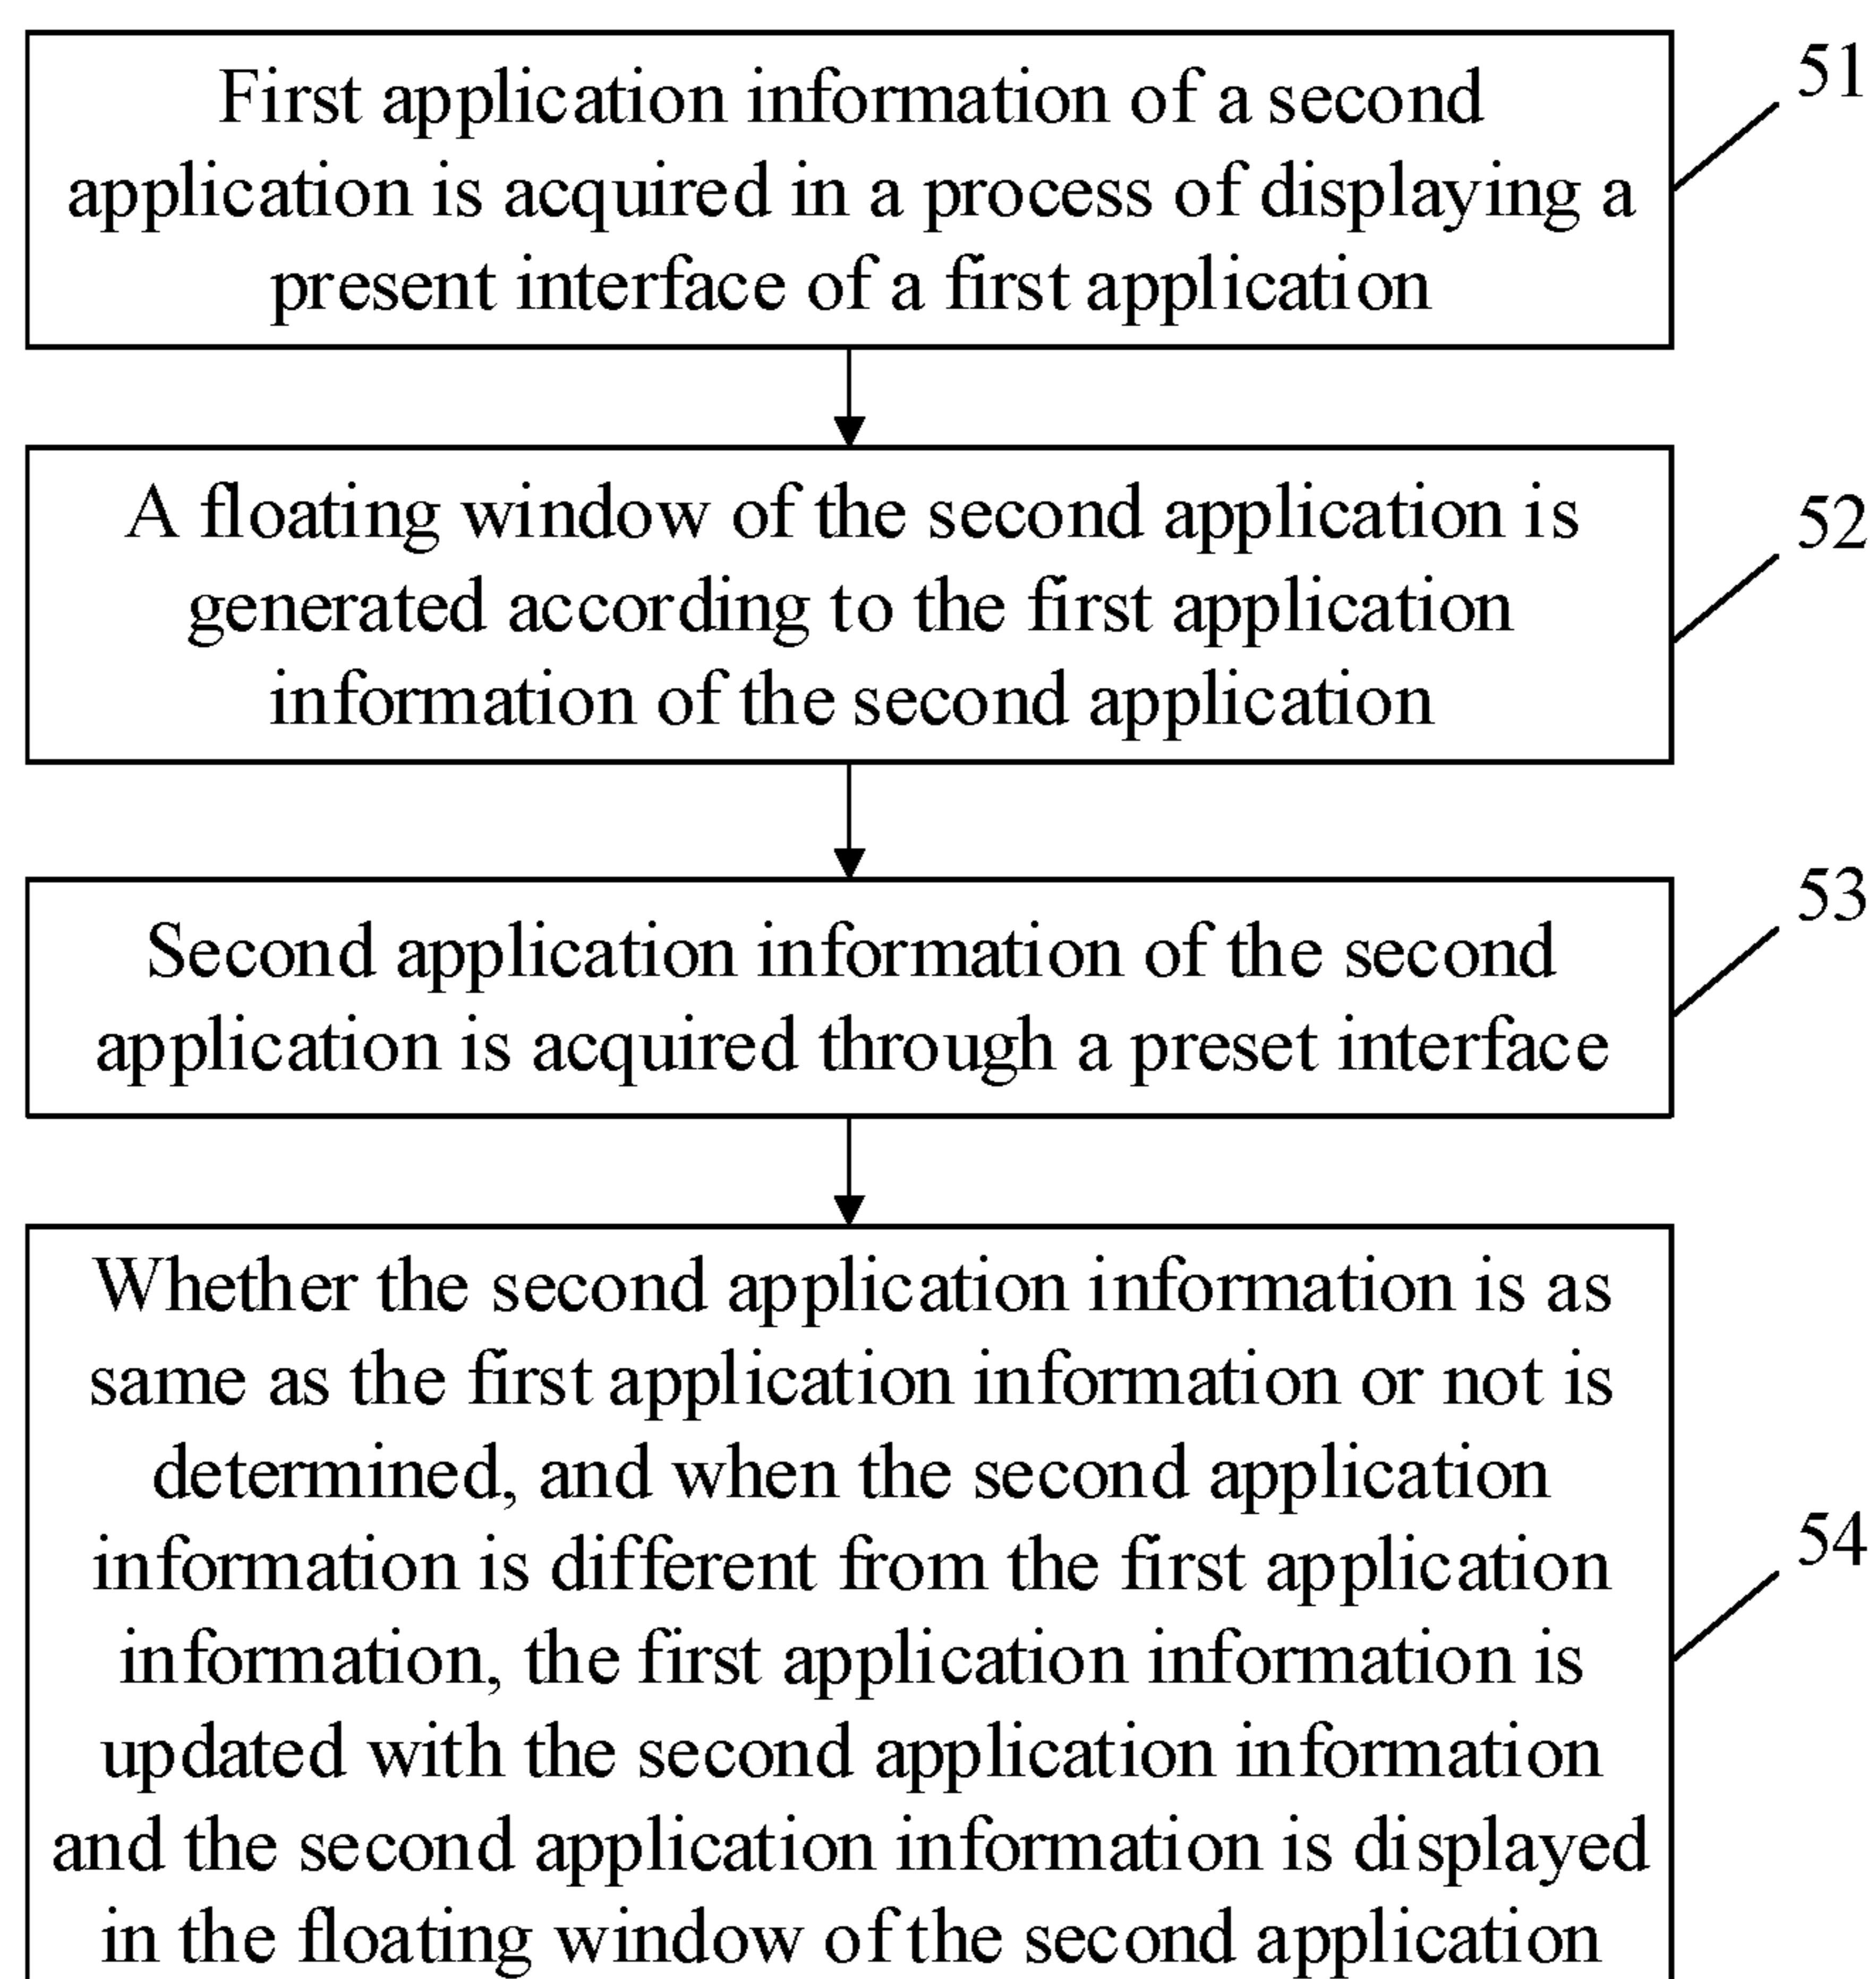 First application information of a second
application is acquired in a process of displaying a
present interface of a first application
51
A floating window of the second application is
generated according to the first application
information of the second application
52
Second application information of the second
application is acquired through a preset interface
53
Whether the second application information is as
same as the first application information or not is
determined, and when the second application
information is different from the first application
information, the first application information is
updated with the second application information
and the second application information is displayed
in the floating window of the second application
54